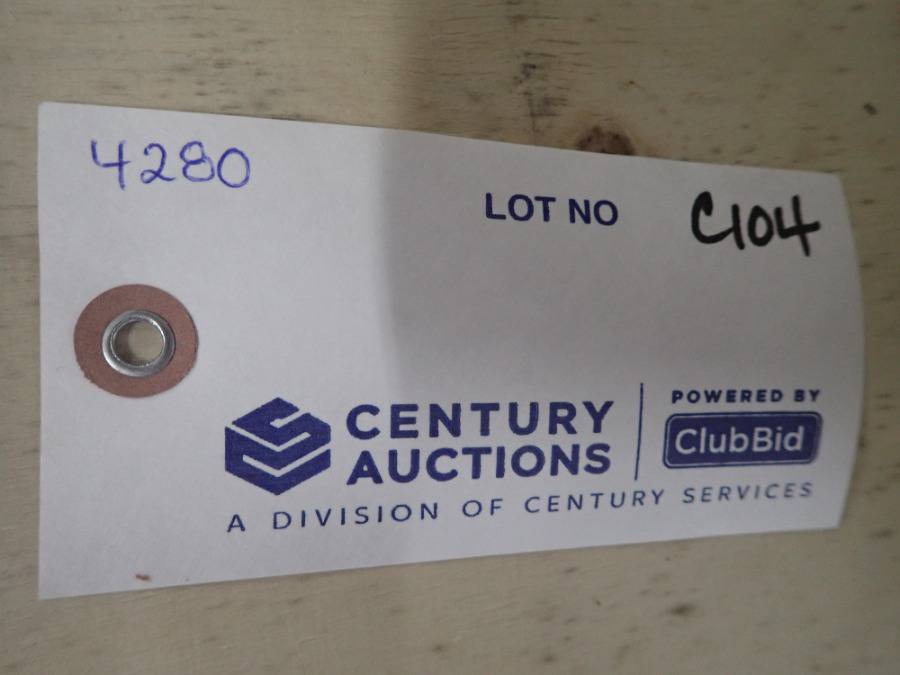 4280
LOT NO C104
CENTURY AUCTIONS
POWERED BY
ClubBid
A DIVISION OF CENTURY SERVICES